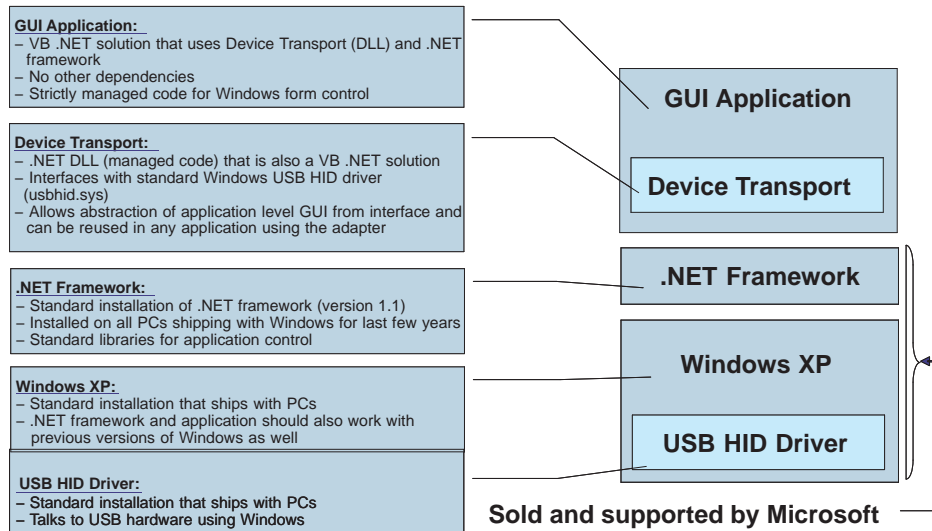 GUI Application:
– VB .NET solution that uses Device Transport (DLL) and .NET
framework
– No other dependencies
– Strictly managed code for Windows form control
Device Transport:
– .NET DLL (managed code) that is also a VB .NET solution
– Interfaces with standard Windows USB HID driver
(usbhid.sys)
– Allows abstraction of application level GUI from interface and
can be reused in any application using the adapter
.NET Framework:
– Standard installation of .NET framework (version 1.1)
– Installed on all PCs shipping with Windows for last few years
– Standard libraries for application control
Windows XP:
– Standard installation that ships with PCs
– .NET framework and application should also work with
previous versions of Windows as well
USB HID Driver:
– Standard installation that ships with PCs
– Talks to USB hardware using Windows
GUI Application
Device Transport
.NET Framework
Windows XP
USB HID Driver
Sold and supported by Microsoft